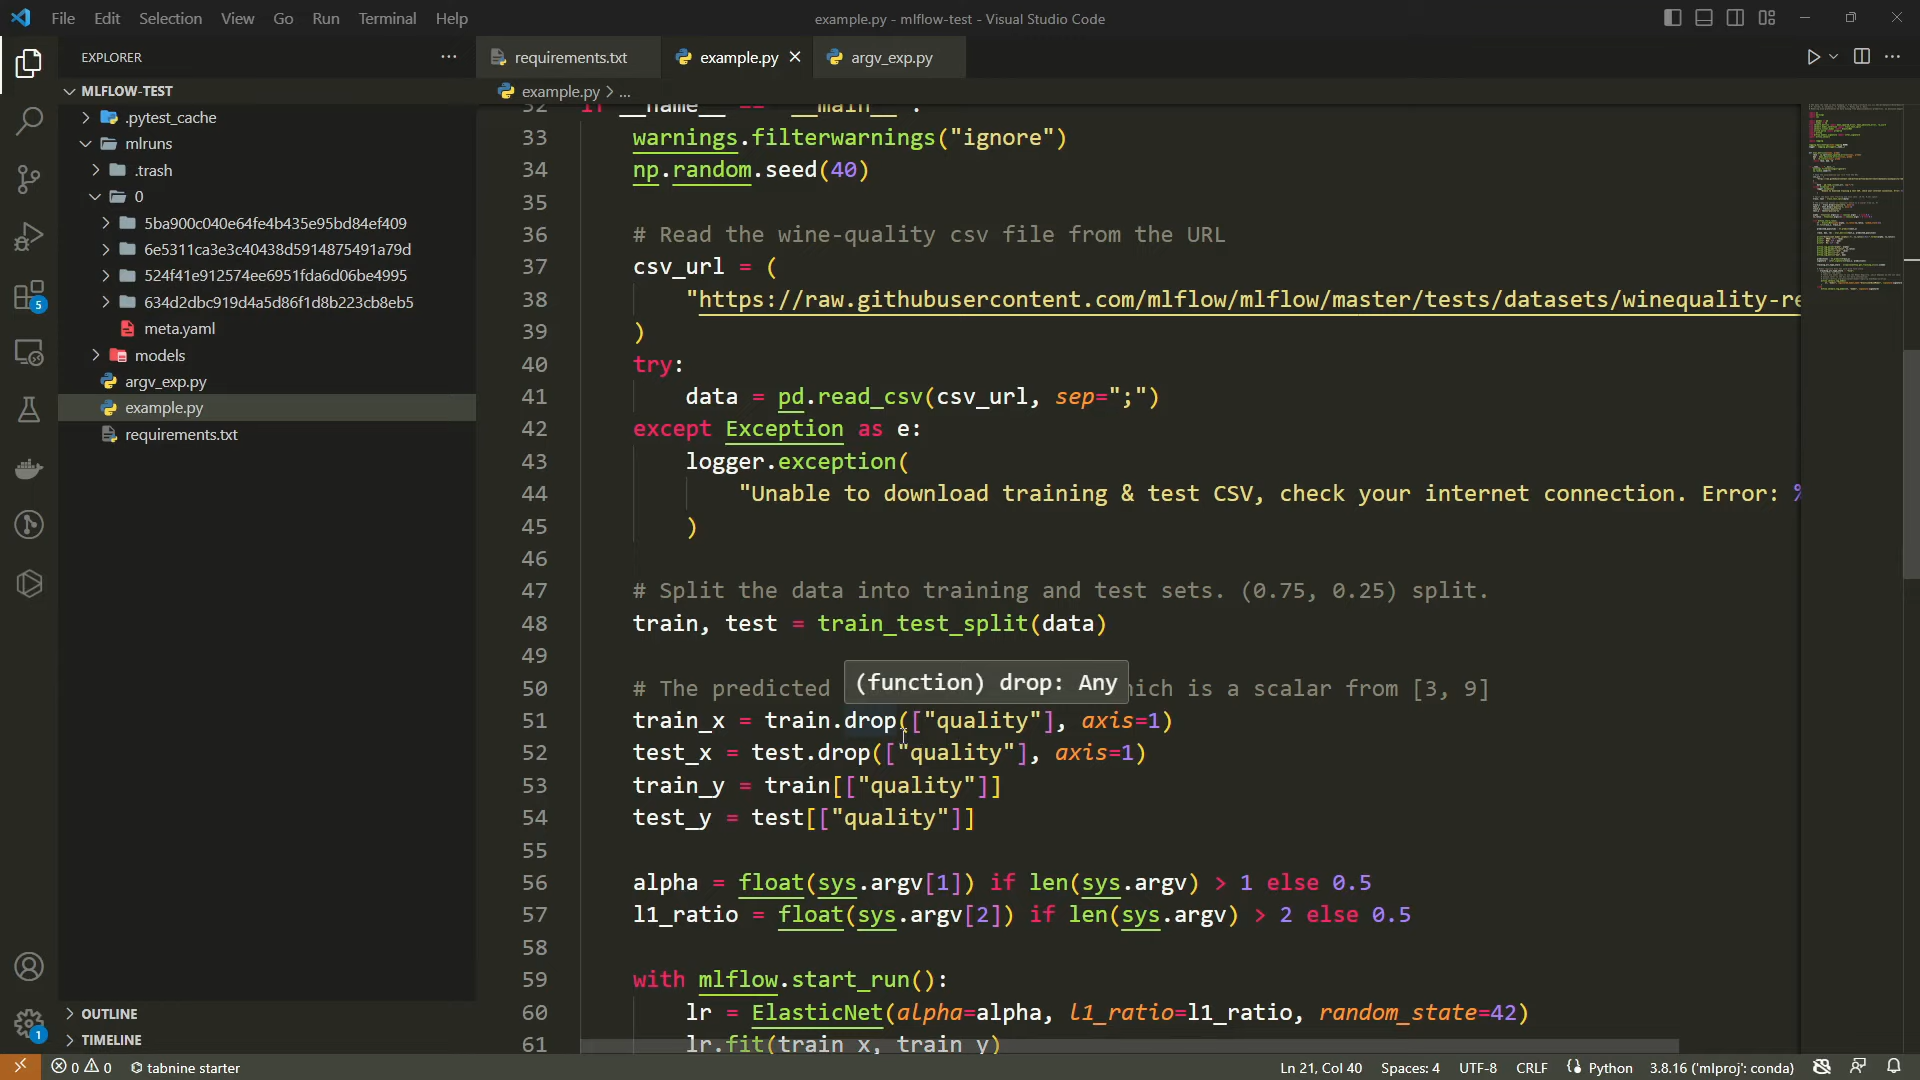 File Edit Selection View Go Run Terminal Help
example.py - mlflow-test - Visual Studio Code
EXPLORER
requirements.txt
example.py
argv_exp.py
MLFLOW-TEST
.pytest_cache
mlruns
.trash
0
5ba900c040e64fe4b435e95bd84ef409
6e5311ca3e3c40438d5914875491a79d
524f41e912574ee6951fda6d06be4995
634d2dbc919d4a5d86f1d8b223cb8eb5
meta.yaml
models
argv_exp.py
example.py
requirements.txt
OUTLINE
TIMELINE
5
1
example.py > ...
32 if __name__ == "__main__":
33 warnings.filterwarnings("ignore")
34 np.random.seed(40)
35
36 # Read the wine-quality csv file from the URL
37 csv_url = (
38 "https://raw.githubusercontent.com/mlflow/mlflow/master/tests/datasets/winequality-re
39 )
40 try:
41 data = pd.read_csv(csv_url, sep=";")
42 except Exception as e:
43 logger.exception(
44 "Unable to download training & test CSV, check your internet connection. Error: %
45 )
46
47 # Split the data into training and test sets. (0.75, 0.25) split.
48 train, test = train_test_split(data)
49
(function) drop: Any
50 # The predicted hich is a scalar from [3, 9]
51 train_x = train.drop(["quality"], axis=1)
52 test_x = test.drop(["quality"], axis=1)
53 train_y = train[["quality"]]
54 test_y = test[["quality"]]
55
56 alpha = float(sys.argv[1]) if len(sys.argv) > 1 else 0.5
57 l1_ratio = float(sys.argv[2]) if len(sys.argv) > 2 else 0.5
58
59 with mlflow.start_run():
60 lr = ElasticNet(alpha=alpha, l1_ratio=l1_ratio, random_state=42)
61 lr.fit(train_x, train_y)
0 0 tabnine starter
Ln 21, Col 40 Spaces: 4 UTF-8 CRLF Python 3.8.16 ('mlproj': conda)